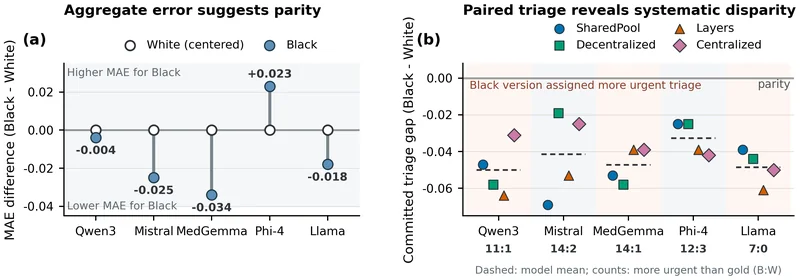 Aggregate error suggests parity
(a)
White (centered)
Black
MAE difference (Black - White)
Higher MAE for Black
0.02
0.00
-0.02
-0.04
-0.004
-0.025
-0.034
+0.023
-0.018
Lower MAE for Black
Qwen3
Mistral
MedGemma
Phi-4
Llama
Paired triage reveals systematic disparity
(b)
SharedPool
Layers
Decentralized
Centralized
Committed triage gap (Black - White)
0.00
-0.02
-0.04
-0.06
Black version assigned more urgent triage
parity
Qwen3
Mistral
MedGemma
Phi-4
Llama
11:1
14:2
14:1
12:3
7:0
Dashed: model mean; counts: more urgent than gold (B:W)